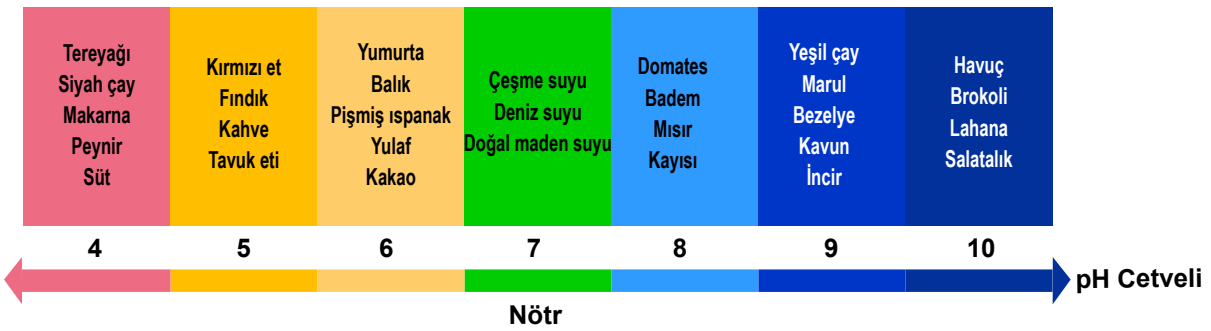 Tereyağı
Siyah çay
Makarna
Peynir
Süt
Kırmızı et
Fındık
Kahve
Tavuk eti
Yumurta
Balık
Pişmiş ıspanak
Yulaf
Kakao
Çeşme suyu
Deniz suyu
Doğal maden suyu
Domates
Badem
Mısır
Kayısı
Yeşil çay
Marul
Bezelye
Kavun
İncir
Havuç
Brokoli
Lahana
Salatalık
4 5 6 7 8 9 10
pH Cetveli
Nötr